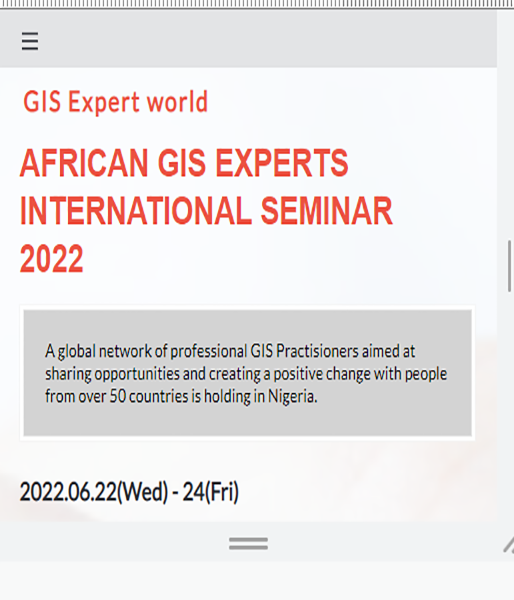 GIS Expert world
AFRICAN GIS EXPERTS
INTERNATIONAL SEMINAR
2022
A global network of professional GIS Practisioners aimed at
sharing opportunities and creating a positive change with people
from over 50 countries is holding in Nigeria.
2022.06.22(Wed) - 24(Fri)